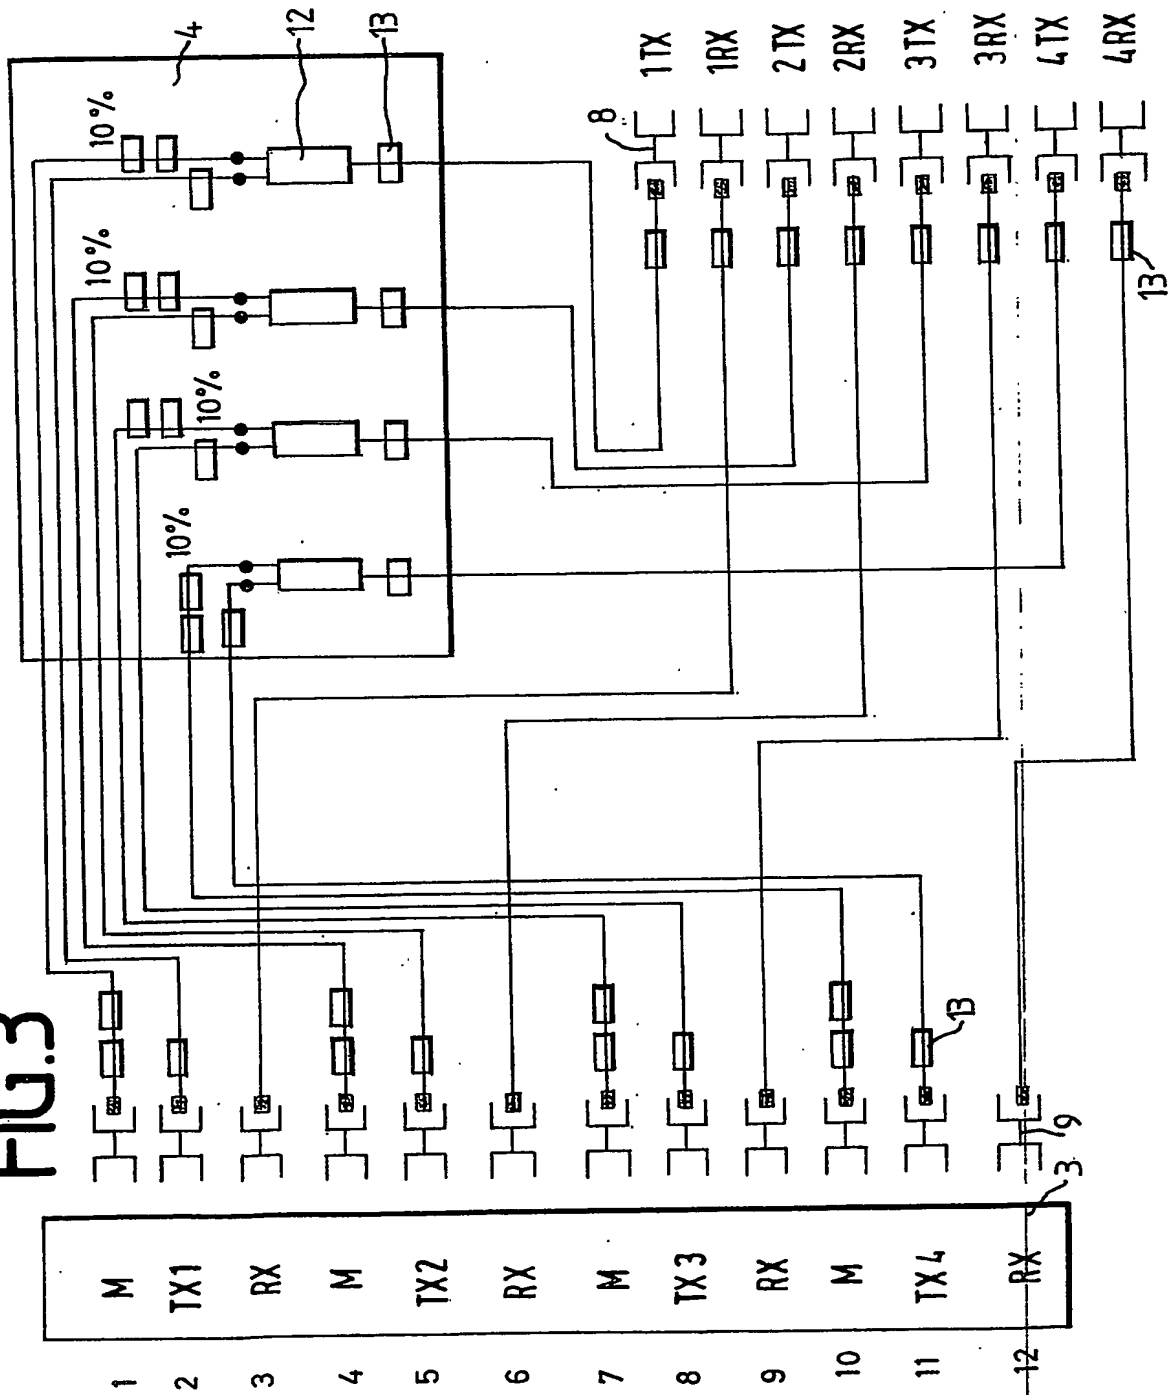 FIG.3
4
12
13
10%
10%
10%
10%
8
1TX
1RX
2TX
2RX
3TX
3RX
4TX
4RX
13
13
9
3
1 M
2 TX1
3 RX
4 M
5 TX2
6 RX
7 M
8 TX3
9 RX
10 M
11 TX4
12 RX